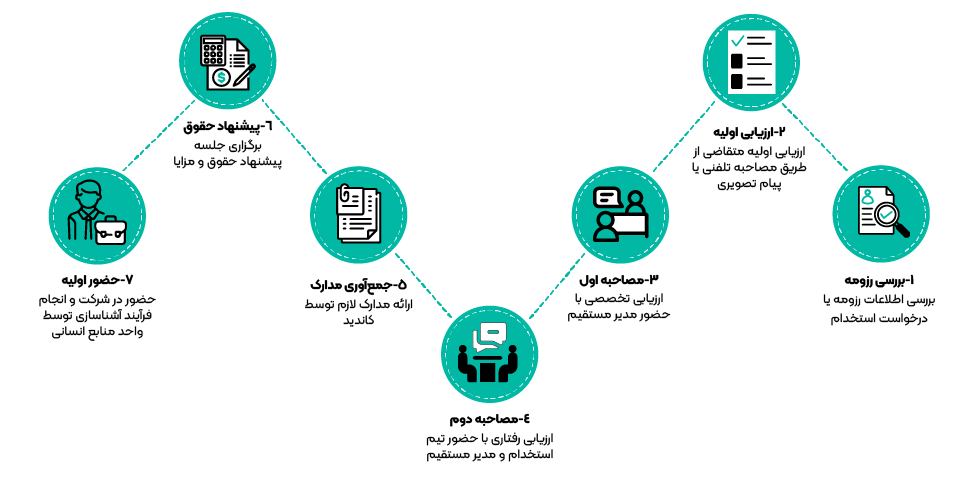 ۱-بررسی رزومه
بررسی اطلاعات رزومه یا
درخواست استخدام
۲-ارزیابی اولیه
ارزیابی اولیه متقاضی از
طریق مصاحبه تلفنی یا
پیام تصویری
۳-مصاحبه اول
ارزیابی تخصصی با
حضور مدیر مستقیم
٤-مصاحبه دوم
ارزیابی رفتاری با حضور تیم
استخدام و مدیر مستقیم
۵-جمع‌آوری مدارک
ارائه مدارک لازم توسط
کاندید
٦-پیشنهاد حقوق
برگزاری جلسه
پیشنهاد حقوق و مزایا
۷-حضور اولیه
حضور در شرکت و انجام
فرآیند آشناسازی توسط
واحد منابع انسانی